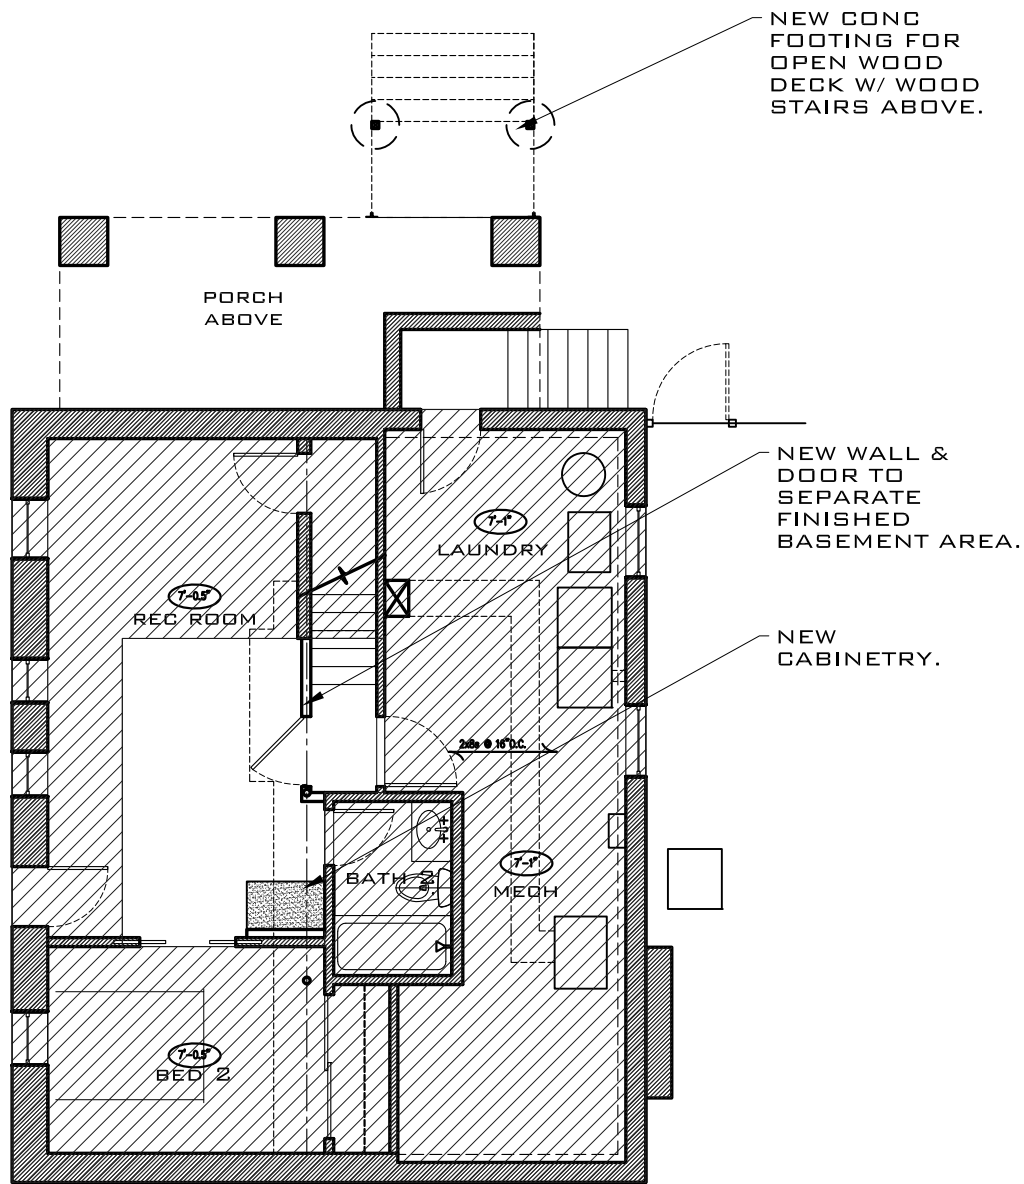 NEW CONC
FOOTING FOR
OPEN WOOD
DECK W/ WOOD
STAIRS ABOVE.
PORCH
ABOVE
NEW WALL &
DOOR TO
SEPARATE
FINISHED
BASEMENT AREA.
7'-1"
LAUNDRY
7'-0.5"
REC ROOM
NEW
CABINETRY.
2x8s @ 16"O.C.
BATH 2
7'-1"
MECH
7'-0.5"
BED 2